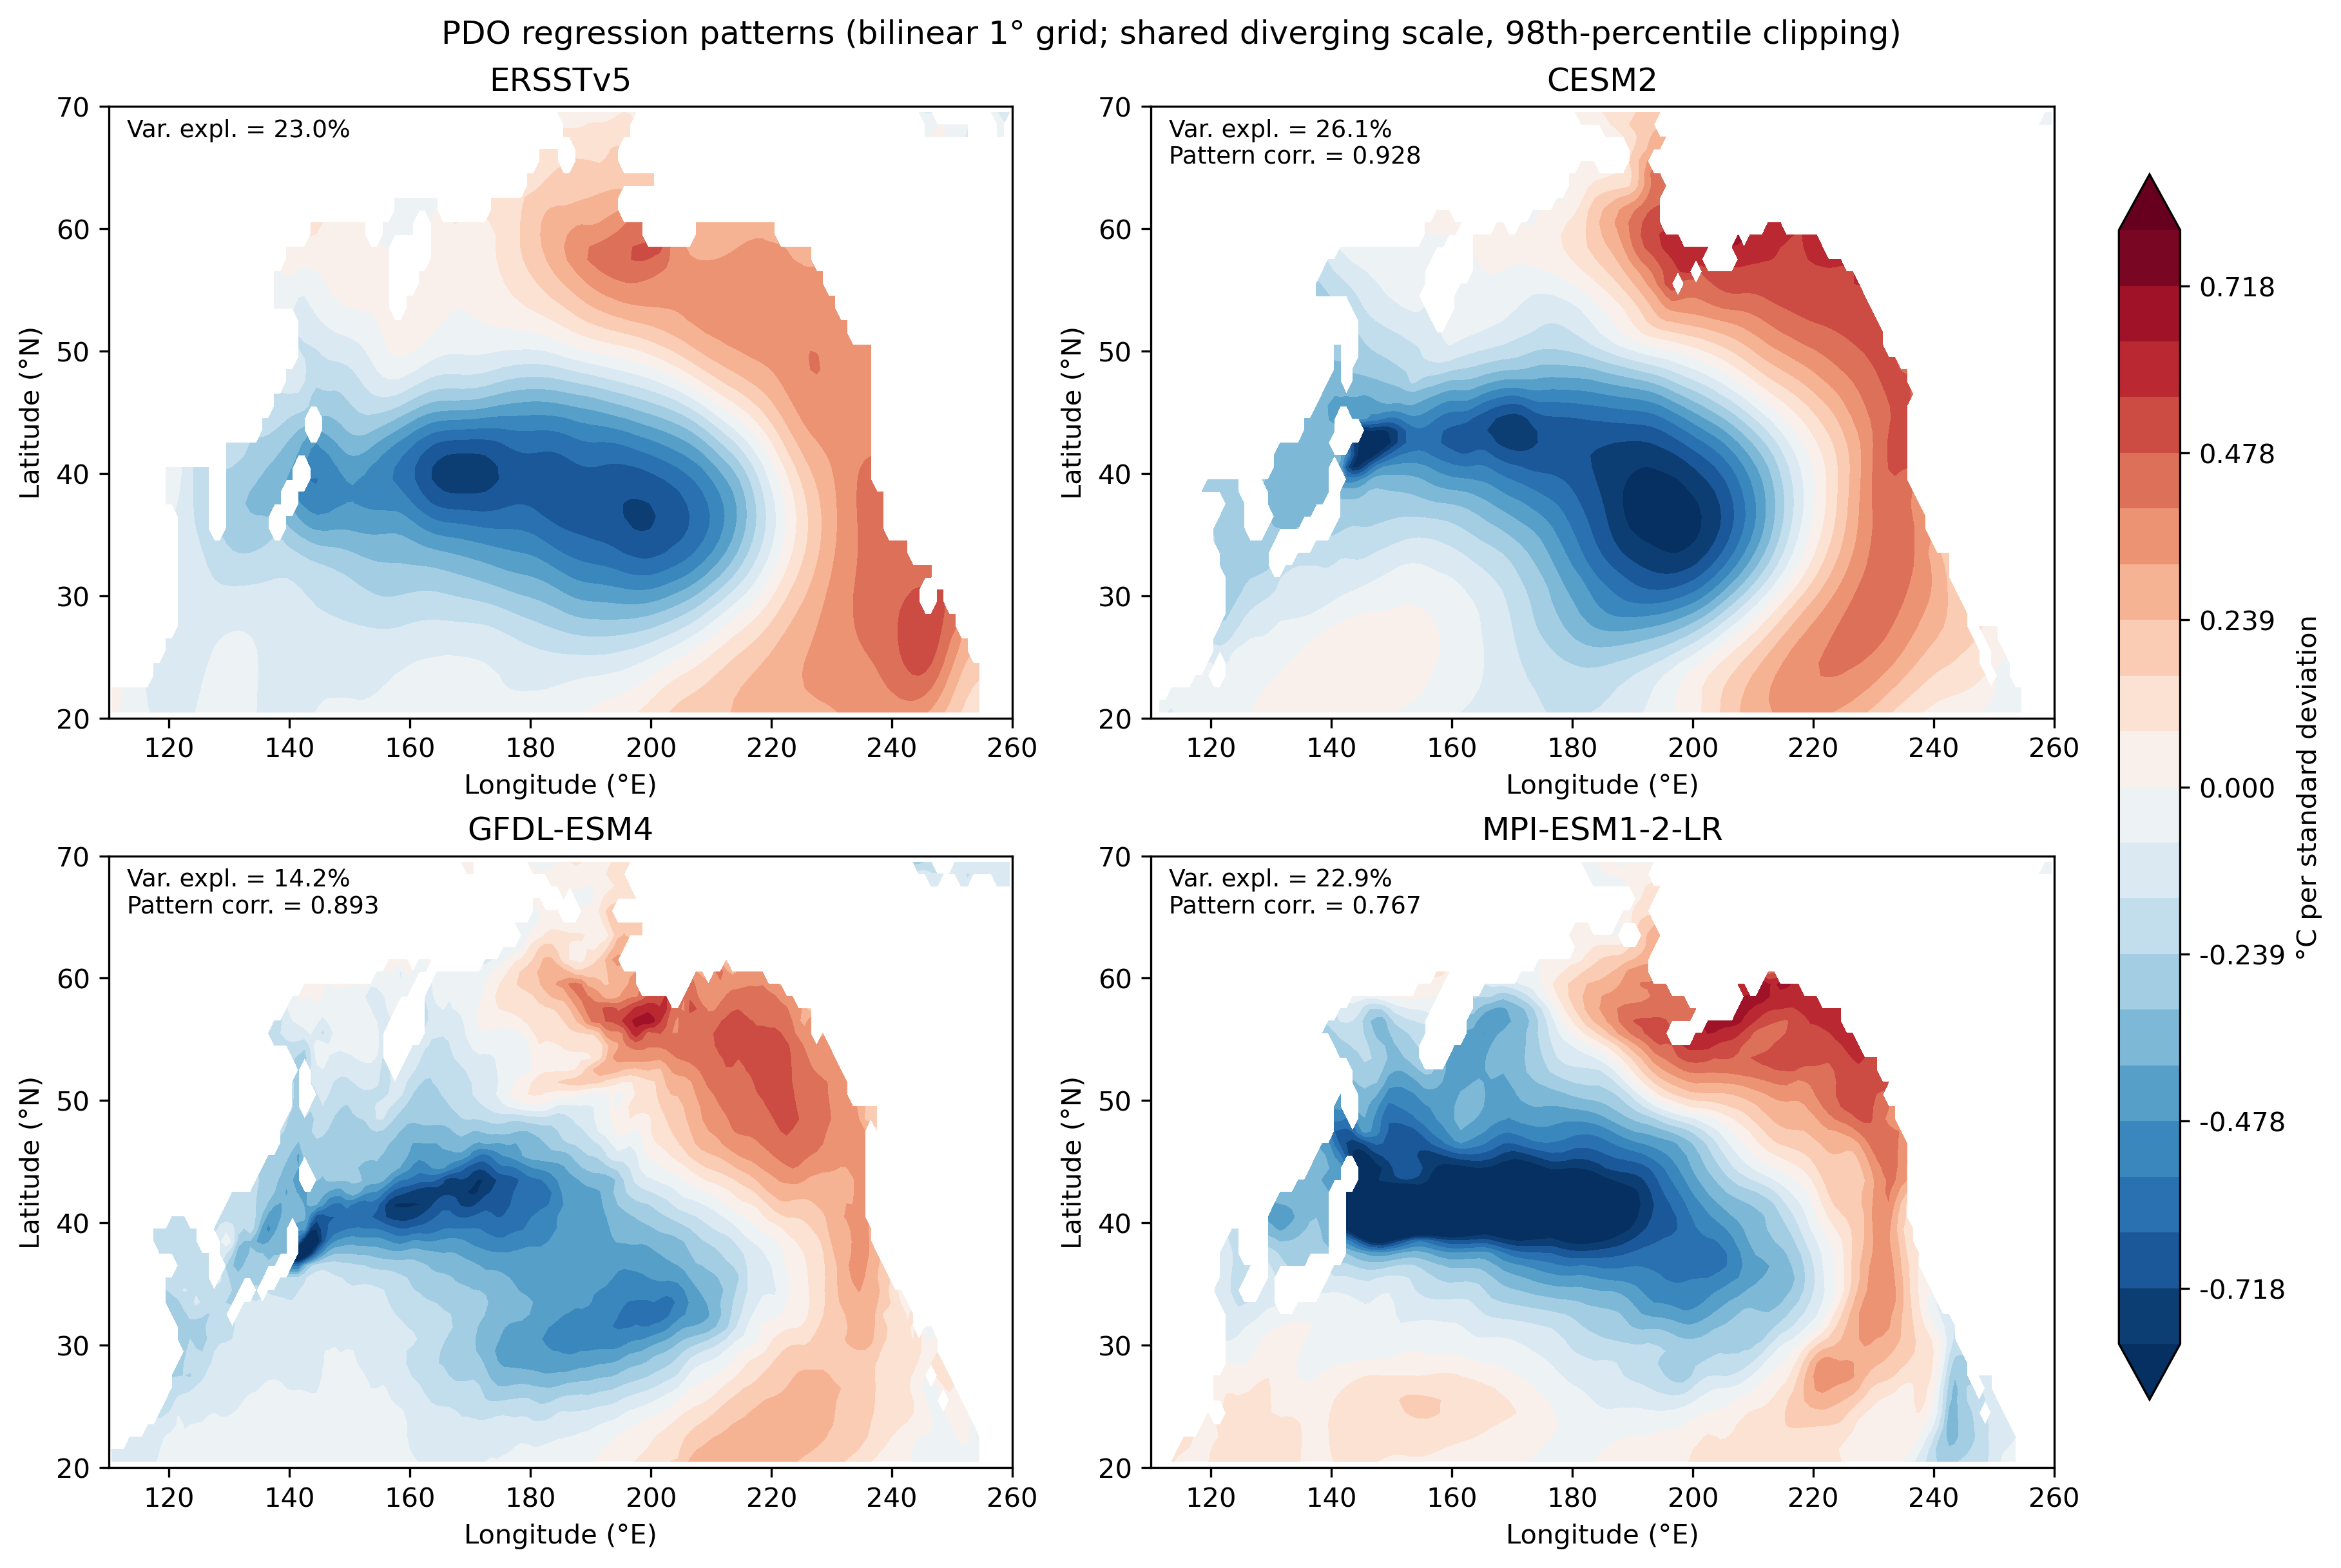 PDO regression patterns (bilinear 1° grid; shared diverging scale, 98th-percentile clipping)
ERSSTv5
Var. expl. = 23.0%
70
60
50
40
30
20
Latitude (°N)
120 140 160 180 200 220 240 260
Longitude (°E)
CESM2
Var. expl. = 26.1%
Pattern corr. = 0.928
70
60
50
40
30
20
Latitude (°N)
120 140 160 180 200 220 240 260
Longitude (°E)
GFDL-ESM4
Var. expl. = 14.2%
Pattern corr. = 0.893
70
60
50
40
30
20
Latitude (°N)
120 140 160 180 200 220 240 260
Longitude (°E)
MPI-ESM1-2-LR
Var. expl. = 22.9%
Pattern corr. = 0.767
70
60
50
40
30
20
Latitude (°N)
120 140 160 180 200 220 240 260
Longitude (°E)
0.718
0.478
0.239
0.000
-0.239
-0.478
-0.718
°C per standard deviation